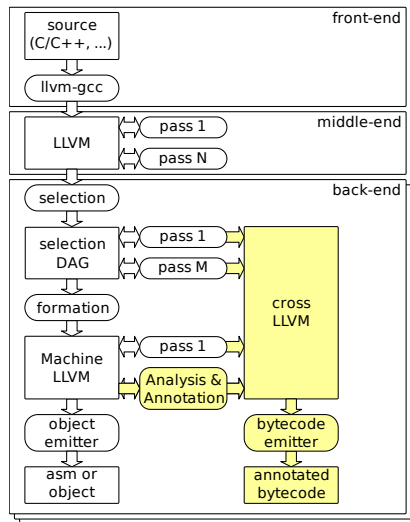 front-end
source
(C/C++, ...)
llvm-gcc
middle-end
LLVM
pass 1
pass N
back-end
selection
selection
DAG
pass 1
pass M
cross
LLVM
formation
Machine
LLVM
pass 1
Analysis &
Annotation
object
emitter
bytecode
emitter
asm or
object
annotated
bytecode